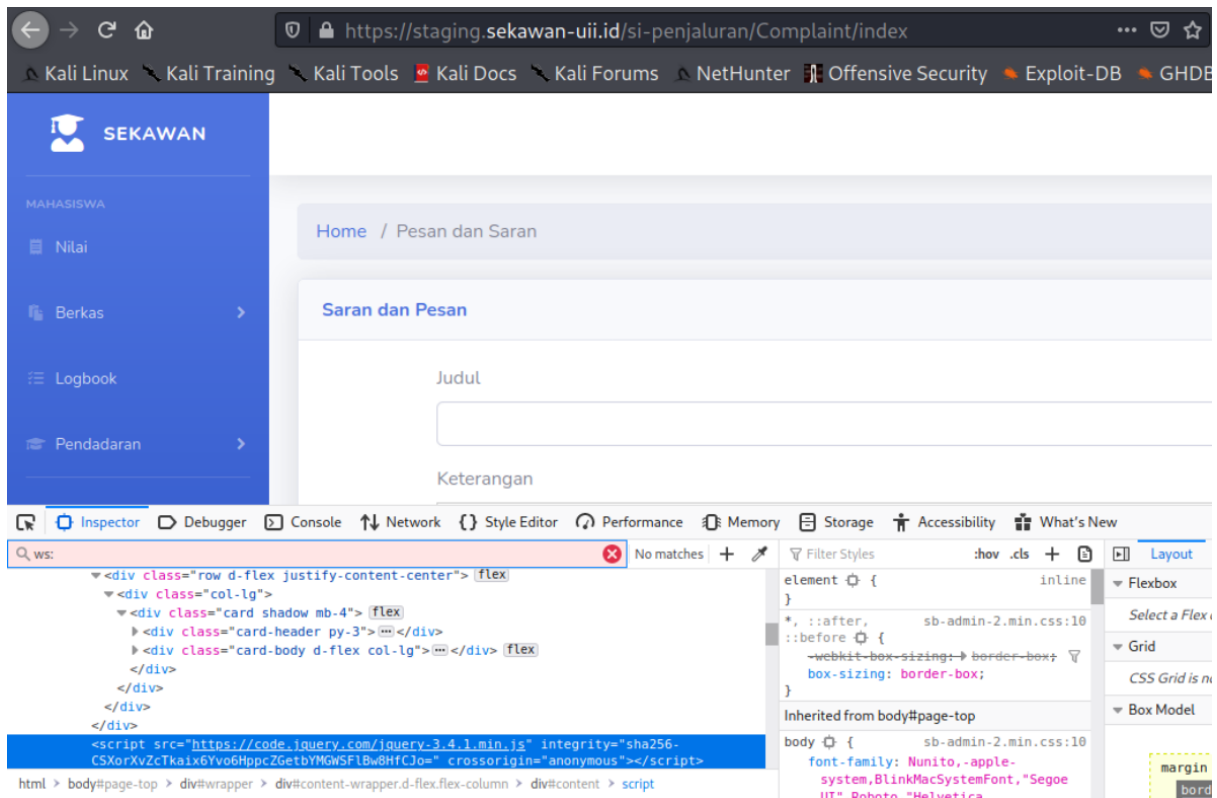 https://staging.sekawan-uii.id/si-penjaluran/Complaint/index
Kali Linux Kali Training Kali Tools Kali Docs Kali Forums NetHunter Offensive Security Exploit-DB GHDB
SEKAWAN
MAHASISWA
Nilai
Berkas
Logbook
Pendadaran
Home / Pesan dan Saran
Saran dan Pesan
Judul
Keterangan
Inspector Debugger Console Network Style Editor Performance Memory Storage Accessibility What's New
ws: No matches + Filter Styles :hov .cls + Layout
<div class="row d-flex justify-content-center"> flex
<div class="col-lg">
<div class="card shadow mb-4"> flex
<div class="card-header py-3"></div>
<div class="card-body d-flex col-lg"></div> flex
</div>
</div>
</div>
</div>
<script src="https://code.jquery.com/jquery-3.4.1.min.js" integrity="sha256-
CSXorXvZcTkaix6Yvo6HppcZGetbYMGWSFlBw8HfCJo=" crossorigin="anonymous"></script>
html > body#page-top > div#wrapper > div#content-wrapper.d-flex.flex-column > div#content > script
element { inline
}
*, ::after, sb-admin-2.min.css:10
::before {
-webkit-box-sizing: border-box;
box-sizing: border-box;
}
Inherited from body#page-top
body { sb-admin-2.min.css:10
font-family: Nunito,-apple-
system,BlinkMacSystemFont,"Segoe
UI",Roboto,"Helvetica
Flexbox
Select a Flex
Grid
CSS Grid is
Box Model
margin
bord